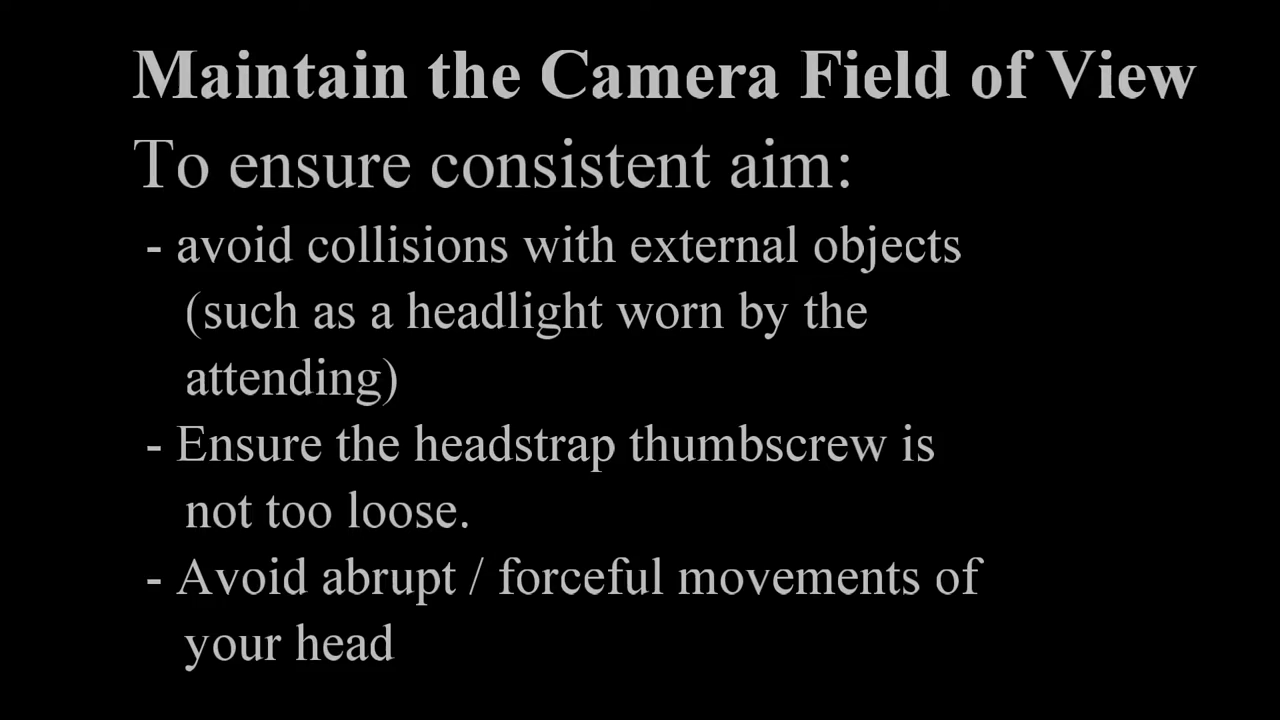 Maintain the Camera Field of View
To ensure consistent aim:
- avoid collisions with external objects
(such as a headlight worn by the
attending)
- Ensure the headstrap thumbscrew is
not too loose.
- Avoid abrupt / forceful movements of
your head